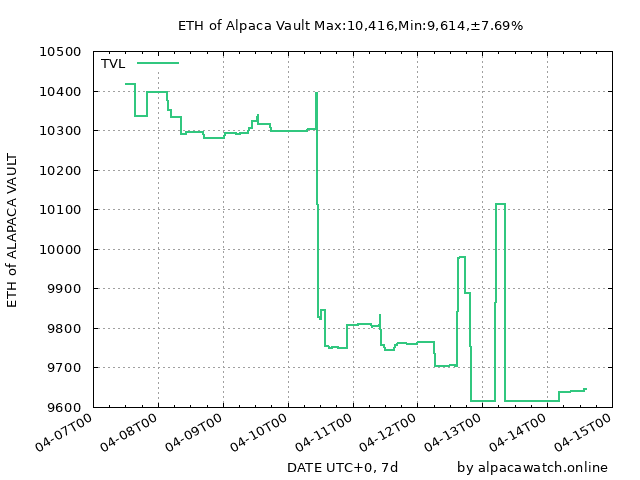 ETH of Alpaca Vault Max:10,416,Min:9,614,±7.69%
TVL
10500
10400
10300
10200
10100
10000
9900
9800
9700
9600
ETH of ALAPACA VAULT
04-07T00
04-08T00
04-09T00
04-10T00
04-11T00
04-12T00
04-13T00
04-14T00
04-15T00
DATE UTC+0, 7d
by alpacawatch.online